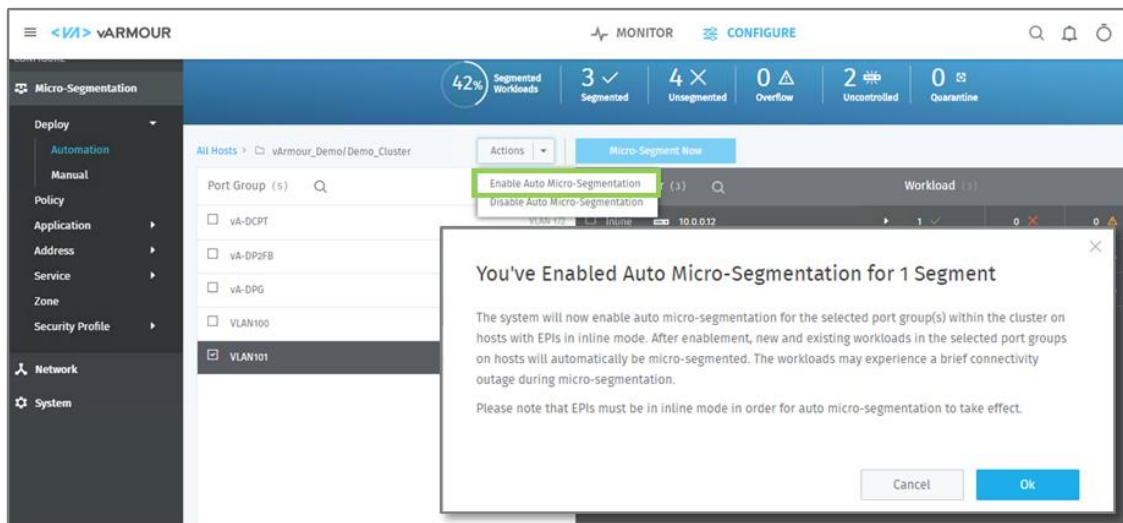 <VA> vARMOUR
MONITOR
CONFIGURE
CONFIGURE
Micro-Segmentation
Deploy
Automation
Manual
Policy
Application
Address
Service
Zone
Security Profile
Network
System
42% Segmented Workloads
3 Segmented
4 Unsegmented
0 Overflow
2 Uncontrolled
0 Quarantine
All Hosts > vArmour_Demo/Demo_Cluster
Actions
Micro-Segment Now
Enable Auto Micro-Segmentation
Disable Auto Micro-Segmentation
Port Group (5)
(3)
Workload (3)
vA-DCPT VLAN 172
Inline 10.0.0.12 1 0 0
vA-DP2FB
vA-DPG
VLAN100
VLAN101
You've Enabled Auto Micro-Segmentation for 1 Segment
The system will now enable auto micro-segmentation for the selected port group(s) within the cluster on
hosts with EPIs in inline mode. After enablement, new and existing workloads in the selected port groups
on hosts will automatically be micro-segmented. The workloads may experience a brief connectivity
outage during micro-segmentation.
Please note that EPIs must be in inline mode in order for auto micro-segmentation to take effect.
Cancel
Ok